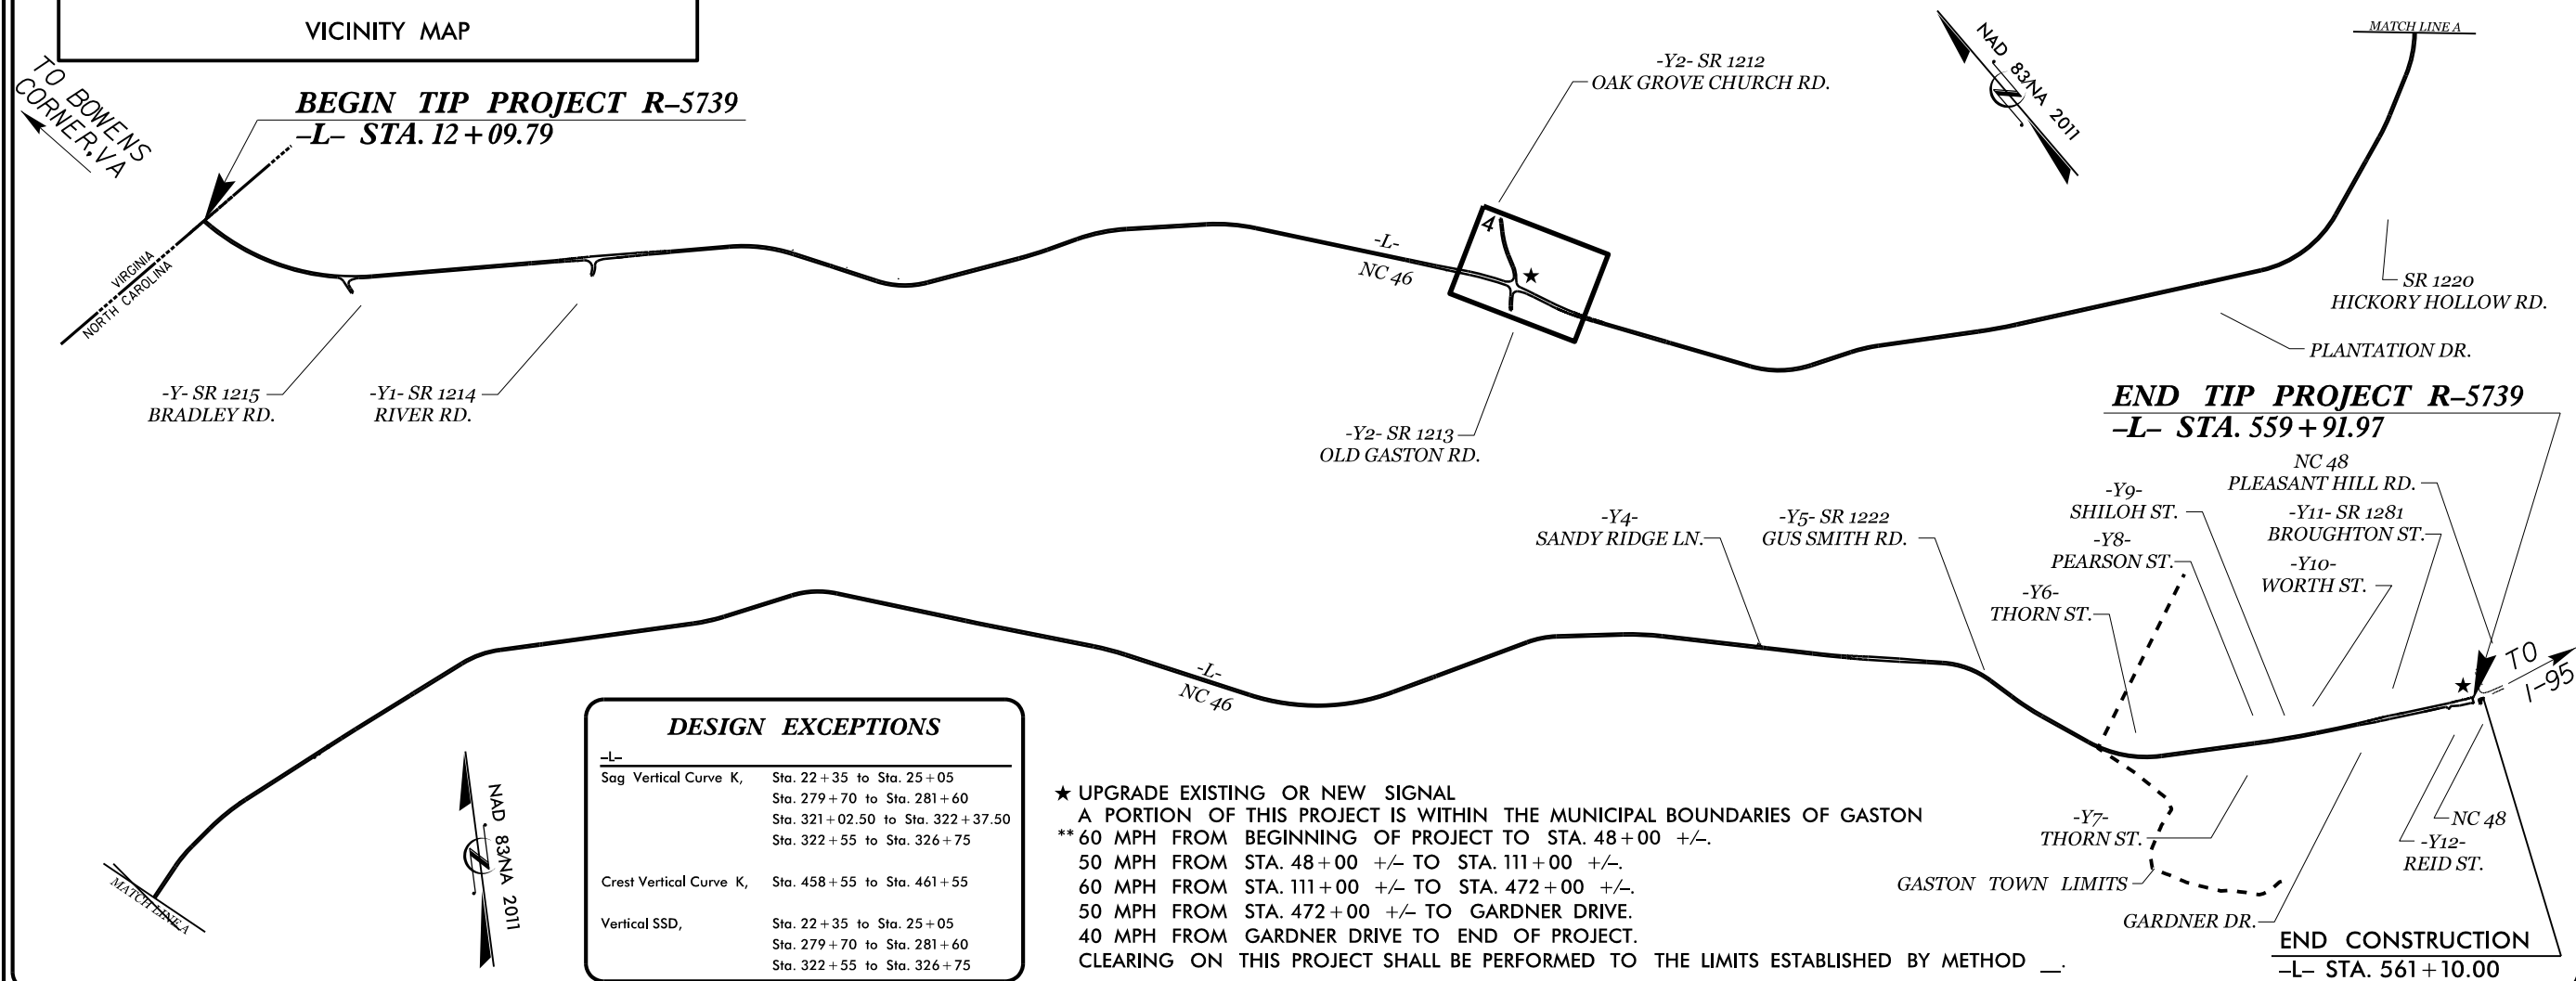 VICINITY MAP
TO BOWENS
CORNER, VA
BEGIN TIP PROJECT R-5739
-L- STA. 12+09.79
VIRGINIA
NORTH CAROLINA
-Y- SR 1215
BRADLEY RD.
-Y1- SR 1214
RIVER RD.
-L-
NC 46
-Y2- SR 1212
OAK GROVE CHURCH RD.
4
★
-Y2- SR 1213
OLD GASTON RD.
NAD 83/NA 2011
MATCH LINE A
SR 1220
HICKORY HOLLOW RD.
PLANTATION DR.
END TIP PROJECT R-5739
-L- STA. 559+91.97
NC 48
PLEASANT HILL RD.
-Y9-
SHILOH ST.
-Y11- SR 1281
BROUGHTON ST.
-Y8-
PEARSON ST.
-Y10-
WORTH ST.
-Y4-
SANDY RIDGE LN.
-Y5- SR 1222
GUS SMITH RD.
-Y6-
THORN ST.
★
TO
I-95
-L-
NC 46
MATCH LINE A
NAD 83/NA 2011
DESIGN EXCEPTIONS
-L-
Sag Vertical Curve K, Sta. 22+35 to Sta. 25+05
Sta. 279+70 to Sta. 281+60
Sta. 321+02.50 to Sta. 322+37.50
Sta. 322+55 to Sta. 326+75
Crest Vertical Curve K, Sta. 458+55 to Sta. 461+55
Vertical SSD, Sta. 22+35 to Sta. 25+05
Sta. 279+70 to Sta. 281+60
Sta. 322+55 to Sta. 326+75
★ UPGRADE EXISTING OR NEW SIGNAL
A PORTION OF THIS PROJECT IS WITHIN THE MUNICIPAL BOUNDARIES OF GASTON
** 60 MPH FROM BEGINNING OF PROJECT TO STA. 48+00 +/-.
50 MPH FROM STA. 48+00 +/- TO STA. 111+00 +/-.
60 MPH FROM STA. 111+00 +/- TO STA. 472+00 +/-.
50 MPH FROM STA. 472+00 +/- TO GARDNER DRIVE.
40 MPH FROM GARDNER DRIVE TO END OF PROJECT.
CLEARING ON THIS PROJECT SHALL BE PERFORMED TO THE LIMITS ESTABLISHED BY METHOD __.
-Y7-
THORN ST.
GASTON TOWN LIMITS
GARDNER DR.
NC 48
-Y12-
REID ST.
END CONSTRUCTION
-L- STA. 561+10.00